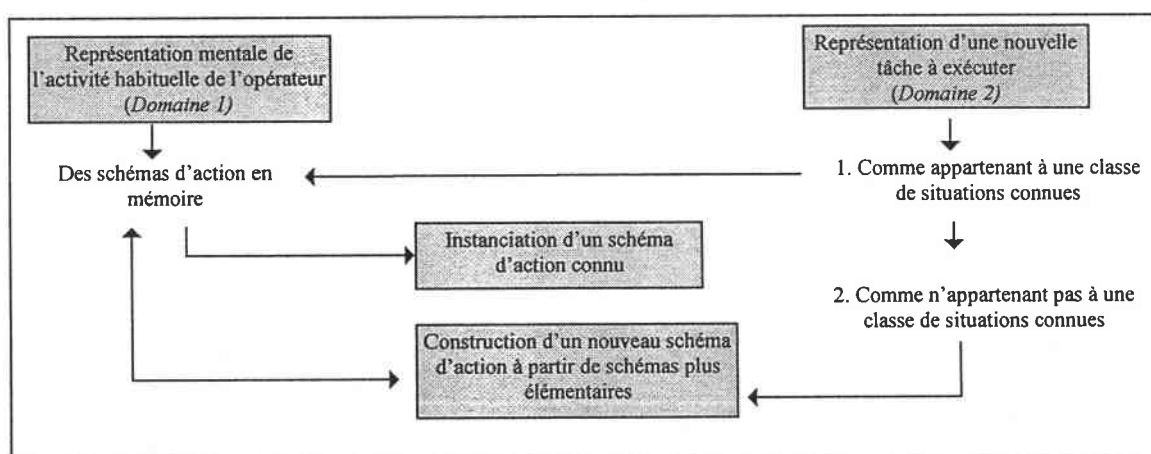 Représentation mentale de
l'activité habituelle de l'opérateur
(Domaine 1)
Représentation d'une nouvelle
tâche à exécuter
(Domaine 2)
Des schémas d'action en
mémoire
1. Comme appartenant à une classe
de situations connues
Instanciation d'un schéma
d'action connu
2. Comme n'appartenant pas à une
classe de situations connues
Construction d'un nouveau schéma
d'action à partir de schémas plus
élémentaires